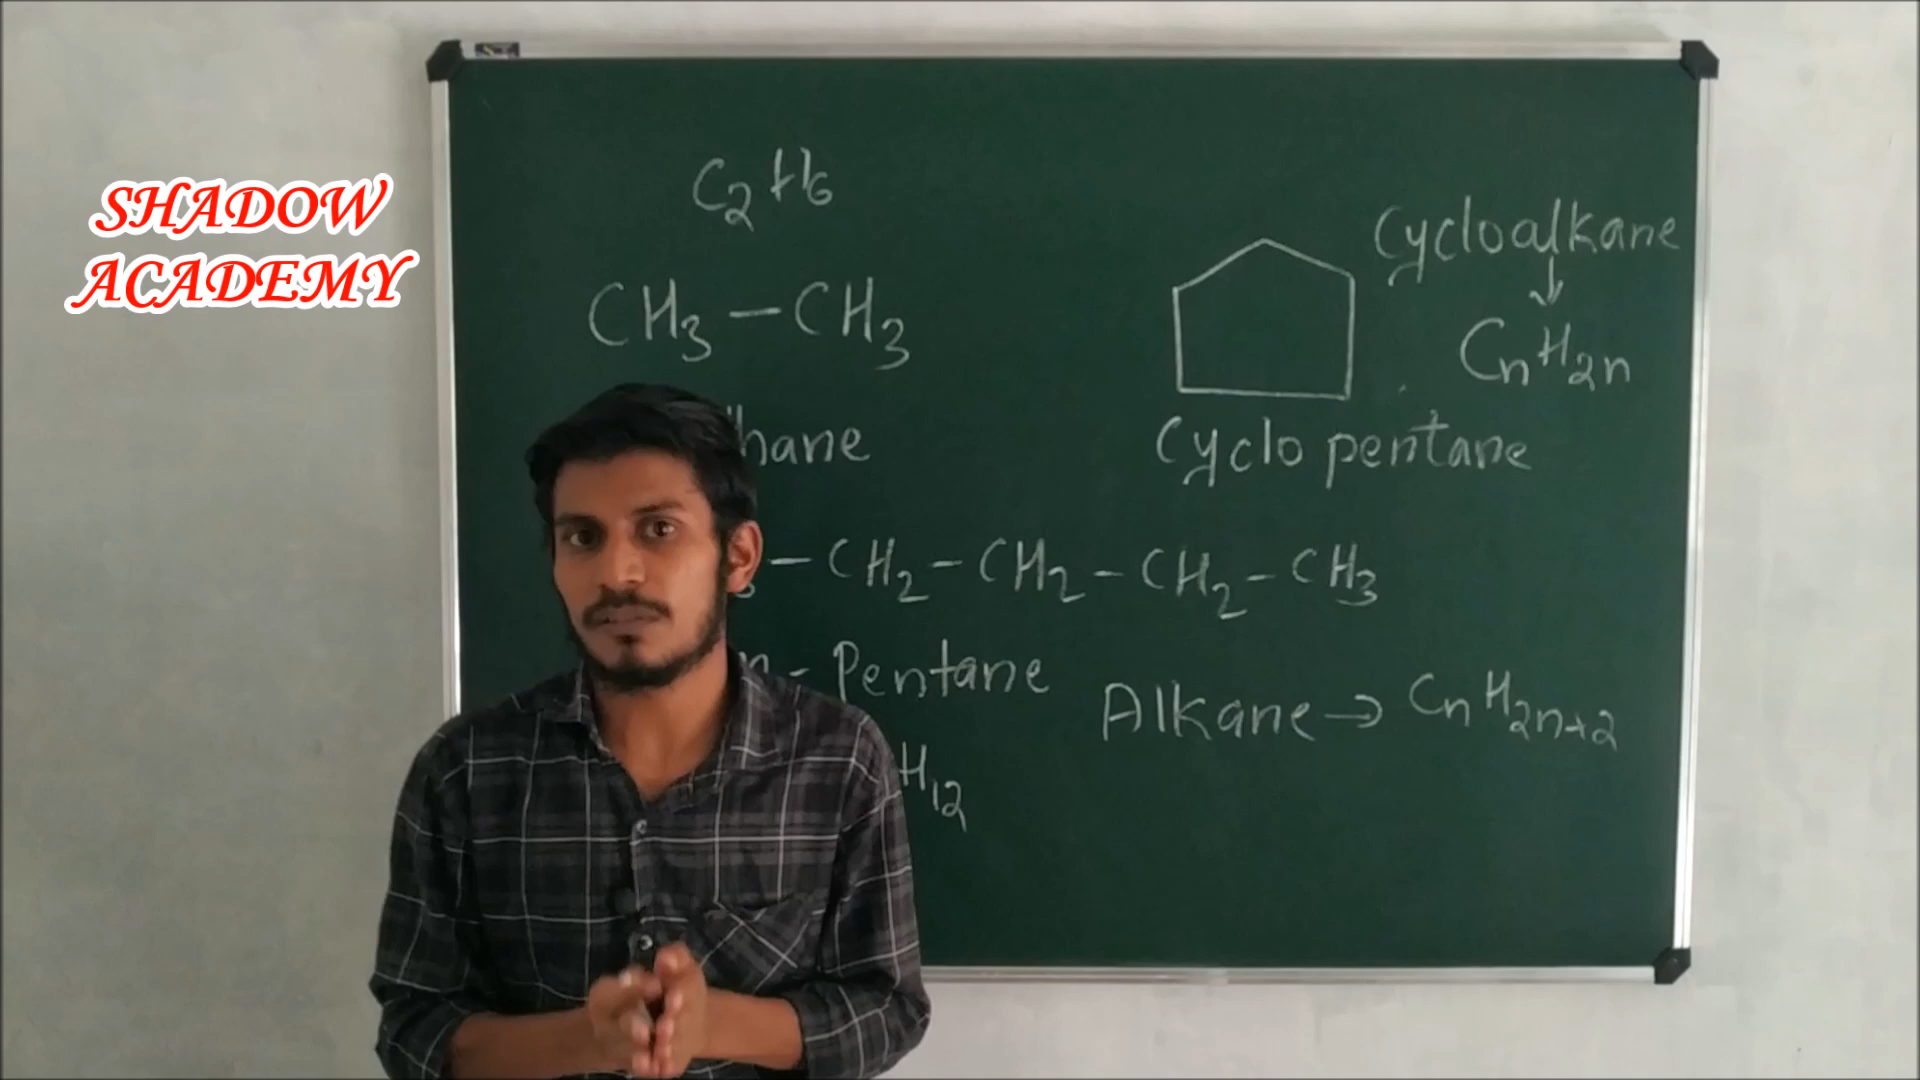 SHADOW
ACADEMY
C2H6
CH3-CH3
hane
Cycloalkane
↓
CnH2n
Cyclo pentane
3-CH2-CH2-CH2-CH3
n-Pentane
Alkane→CnH2n+2
H12